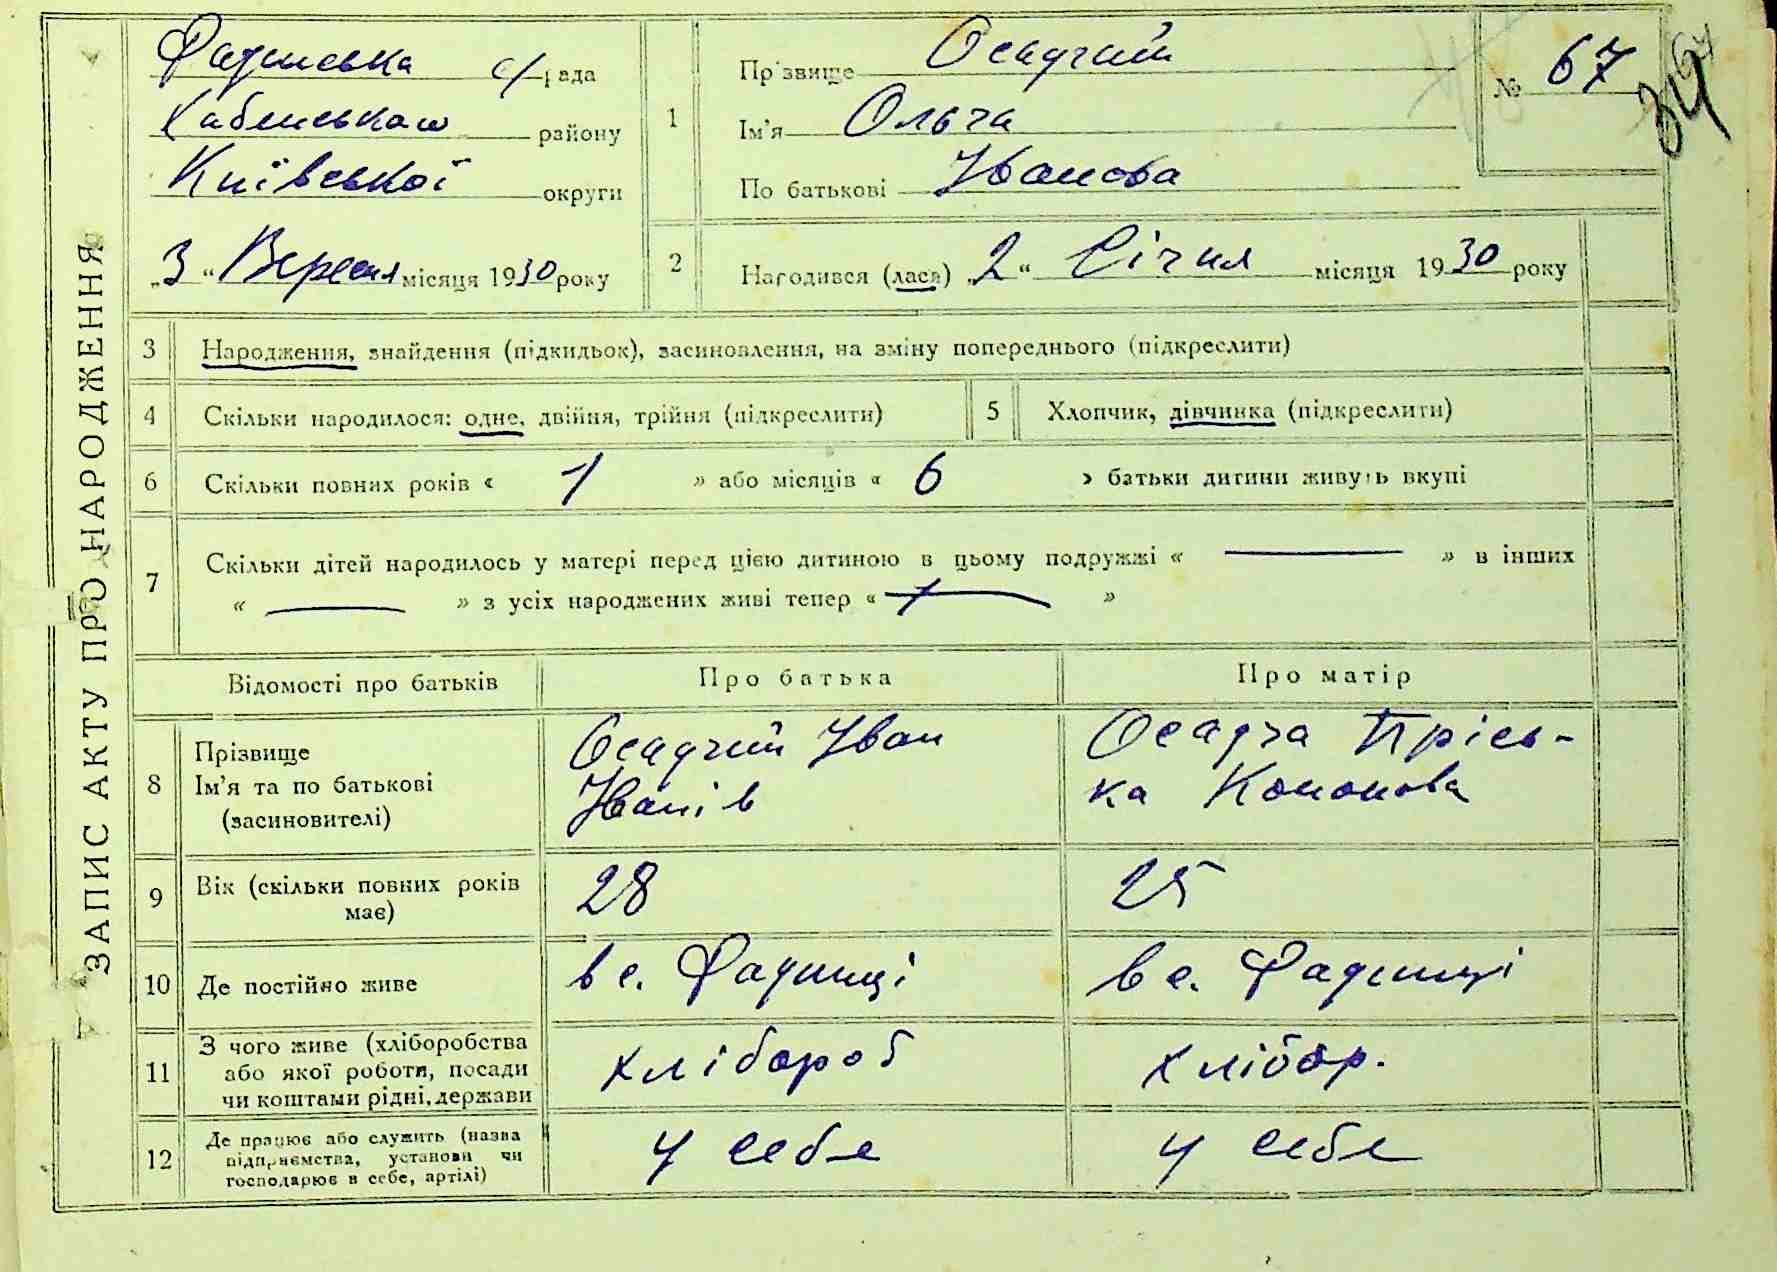 ЗАПИС АКТУ ПРО НАРОДЖЕННЯ
с/рада
Хабенського району
Київської округи
„3“ Вересня місяця 1930 року
1
Прізвище Осадчий
Ім'я Ольга
По батькові Іванова
№ 67
2
Народився (лася) „2“ Січня місяця 1930 року
3 Народження, знайдення (підкидьок), засиновлення, на зміну попереднього (підкреслити)
4 Скільки народилося: одне, двійня, трійня (підкреслити)
5 Хлопчик, дівчинка (підкреслити)
6 Скільки повних років « 1 » або місяців « 6 » батьки дитини живуть вкупі
7 Скільки дітей народилось у матері перед цією дитиною в цьому подружжі « — » в інших
« — » з усіх народжених живі тепер « — »
Відомості про батьків
Про батька
Про матір
8
Прізвище
Ім'я та по батькові
(засиновителі)
Осадчий Іван
Іванів
Осадча Прісь-
ка Кононова
9
Вік (скільки повних років
має)
28
25
10 Де постійно живе
в с.
в с.
11
З чого живе (хліборобства
або якої роботи, посади
чи коштами рідні, держави
хлібороб
хлібор.
12
Де працює або служить (назва
підприємства, установи чи
господарює в себе, артілі)
у себе
у себе